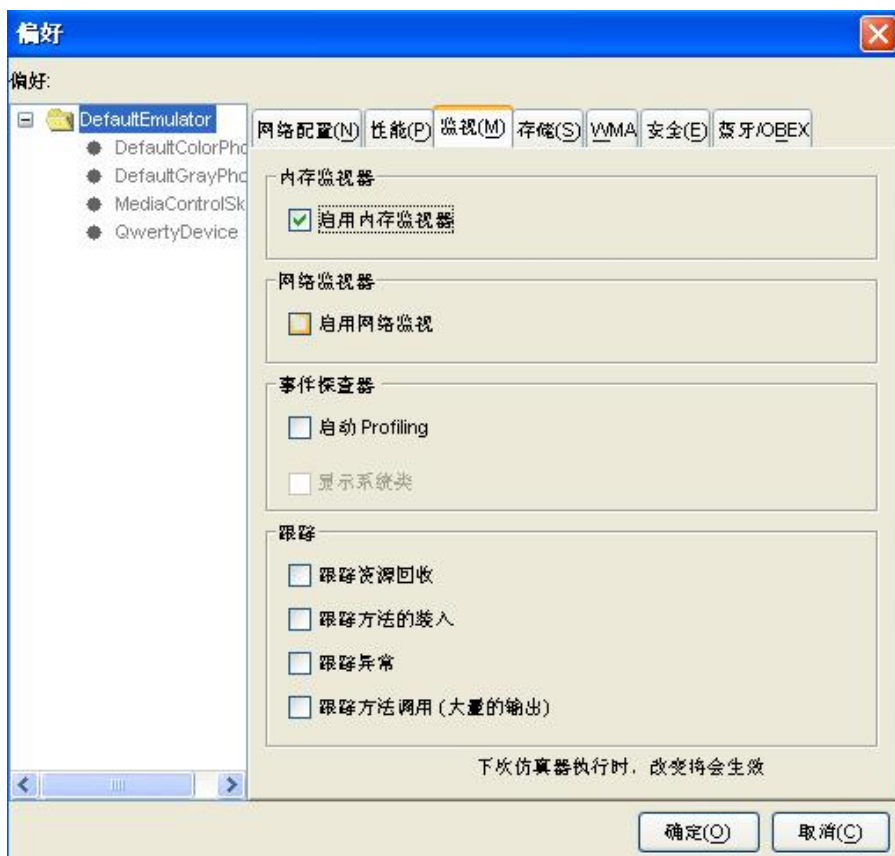 偏好
偏好:
DefaultEmulator
DefaultColorPho
DefaultGrayPho
MediaControlSk
QwertyDevice
网络配置(N) 性能(P) 监视(M) 存储(S) WMA 安全(E) 蓝牙/OBEX
内存监视器
启用内存监视器
网络监视器
启用网络监视
事件探查器
启动 Profiling
显示系统类
跟踪
跟踪资源回收
跟踪方法的装入
跟踪异常
跟踪方法调用 (大量的输出)
下次仿真器执行时，改变将会生效
确定(O) 取消(C)